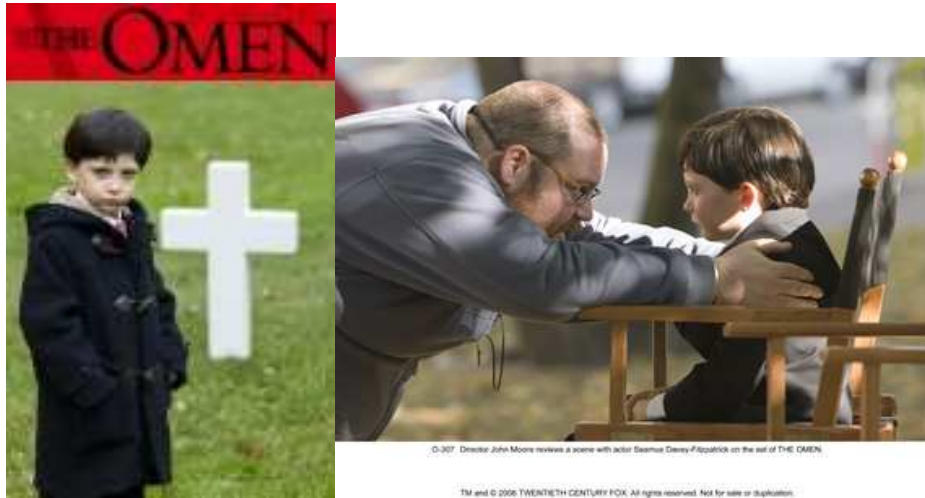 THE OMEN
O-307 Director John Moore reviews a scene with actor Seamus Davey-Fitzpatrick on the set of THE OMEN.
TM and © 2006 TWENTIETH CENTURY FOX. All rights reserved. Not for sale or duplication.